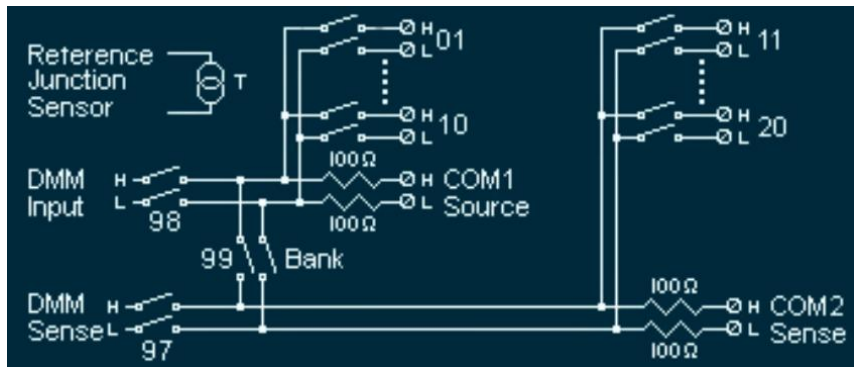 Reterence
Junction
Sensor
T
H
L
01
H
L
11
H
L
10
H
L
20
100Ω
DMM H
Input L
98
H COM1
L Source
100Ω
99 Bank
100Ω
DMM H
Sense L
97
H COM2
L Sense
100Ω